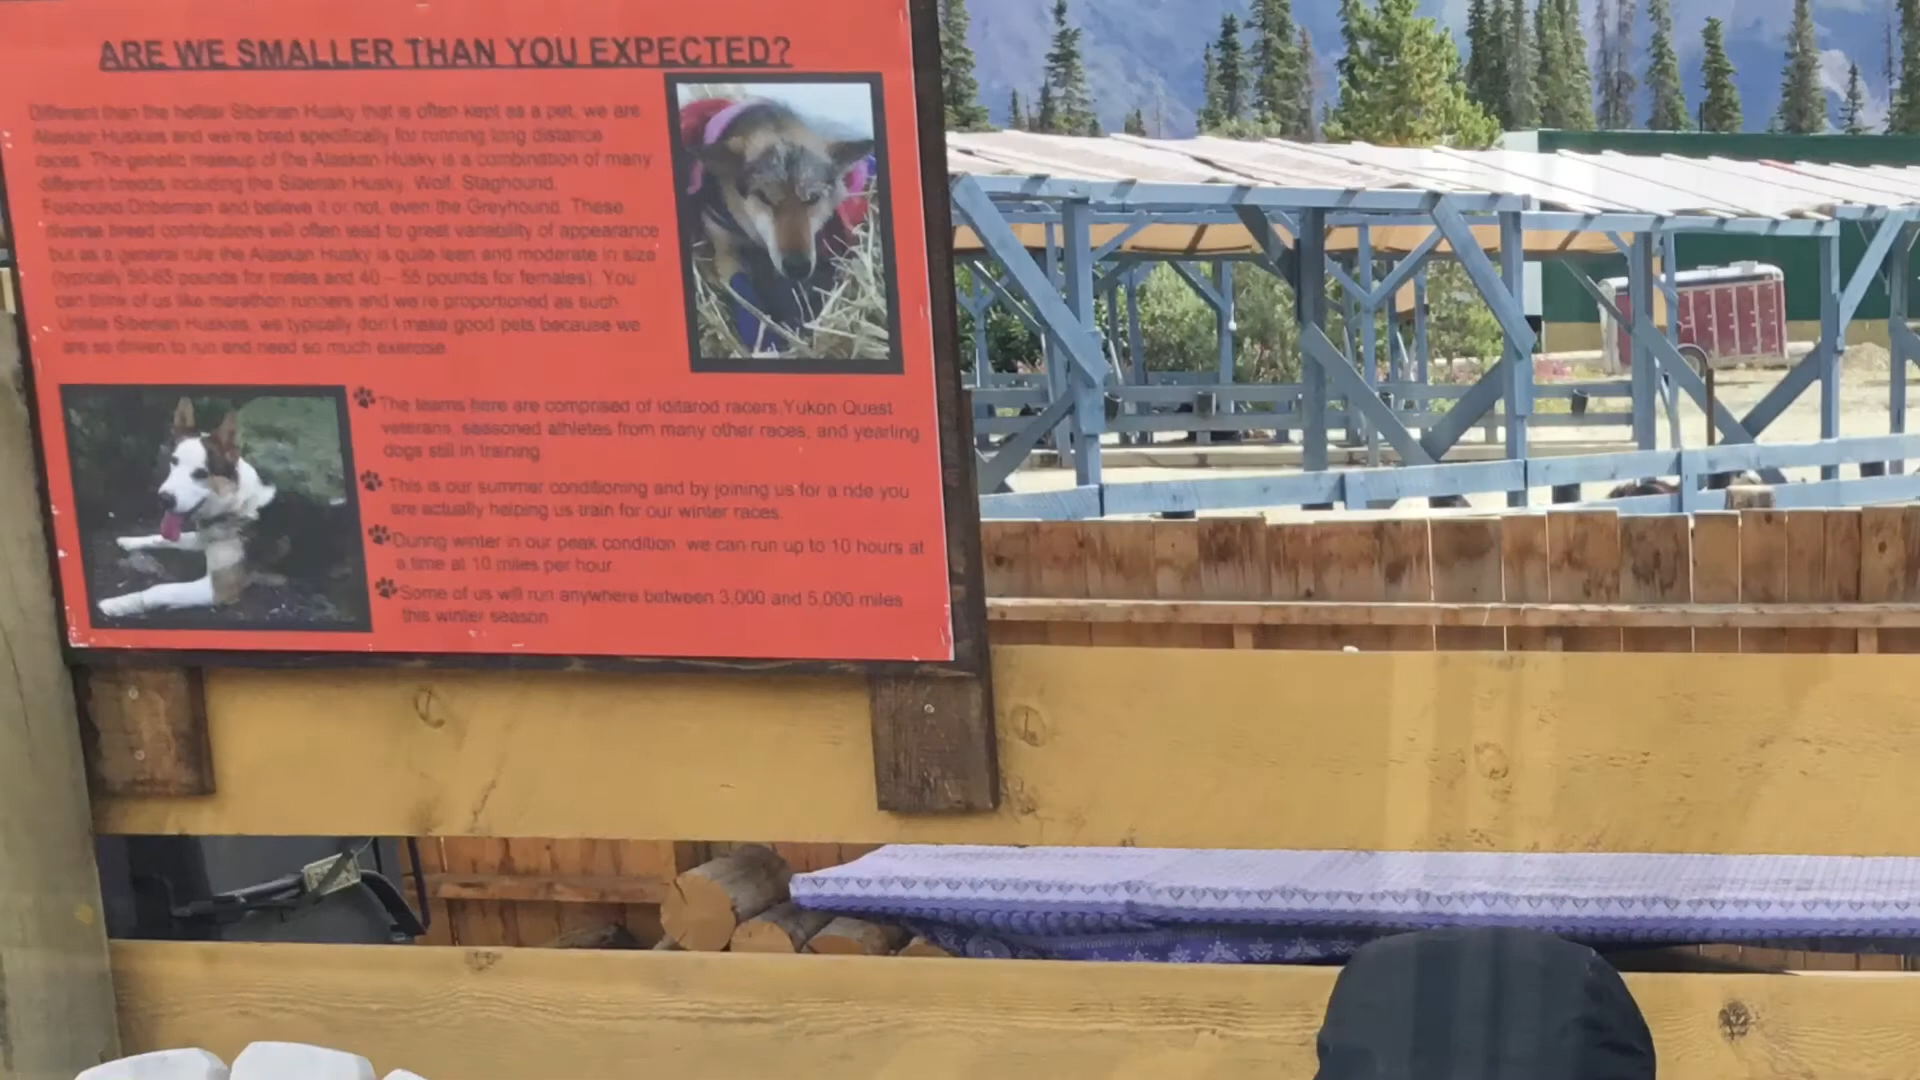 ARE WE SMALLER THAN YOU EXPECTED?
Different than the heftier Siberian Husky that is often kept as a pet, we are
Alaskan Huskies and we're bred specifically for running long distance
races. The genetic makeup of the Alaskan Husky is a combination of many
different breeds including the Siberian Husky, Wolf, Staghound,
Foxhound Doberman and believe it or not, even the Greyhound. These
diverse breed contributions will often lead to great variability of appearance
but as a general rule the Alaskan Husky is quite lean and moderate in size
(typically 50-65 pounds for males and 40 – 55 pounds for females). You
can think of us like marathon runners and we're proportioned as such.
Unlike Siberian Huskies, we typically don't make good pets because we
are so driven to run and need so much exercise.
The teams here are comprised of Iditarod racers,Yukon Quest
veterans, seasoned athletes from many other races, and yearling
dogs still in training.
This is our summer conditioning and by joining us for a ride you
are actually helping us train for our winter races.
During winter in our peak condition, we can run up to 10 hours at
a time at 10 miles per hour.
Some of us will run anywhere between 3,000 and 5,000 miles
this winter season.